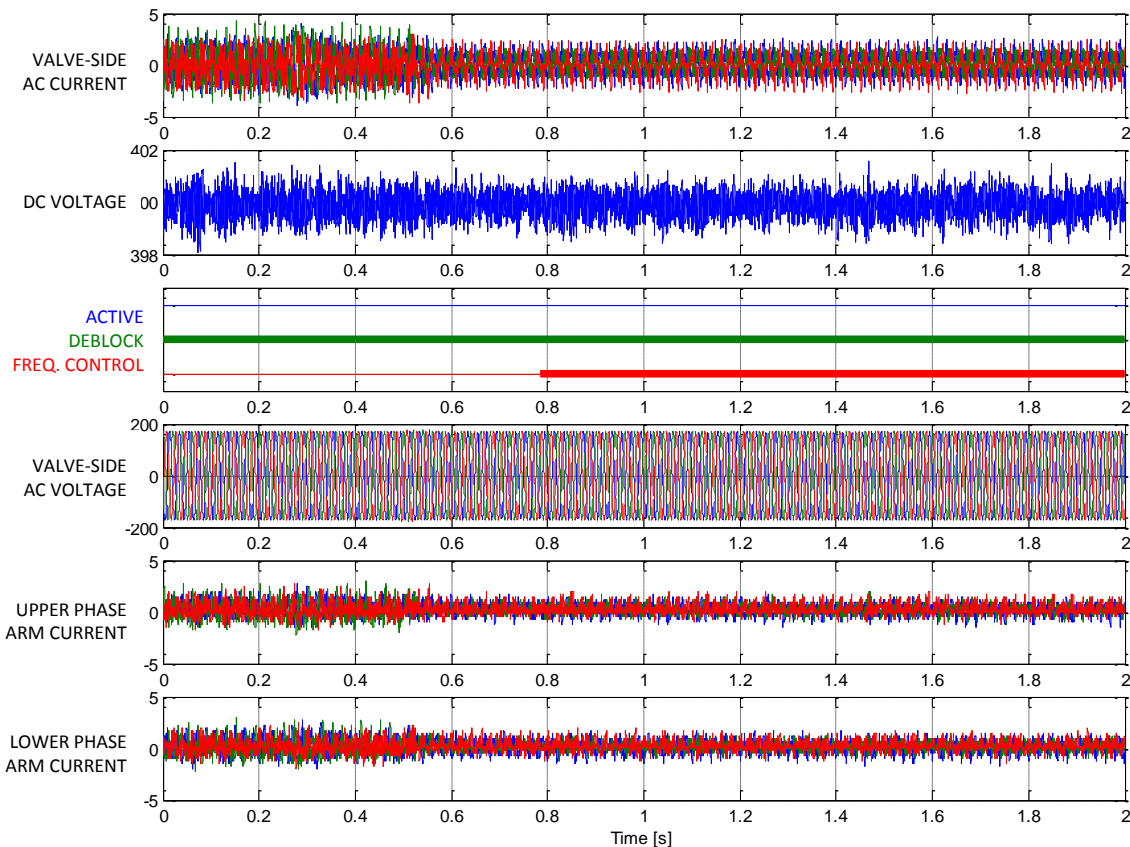 5
VALVE-SIDE
AC CURRENT
0
-5
0 0.2 0.4 0.6 0.8 1 1.2 1.4 1.6 1.8 2
402
DC VOLTAGE 00
398
0 0.2 0.4 0.6 0.8 1 1.2 1.4 1.6 1.8 2
ACTIVE
DEBLOCK
FREQ. CONTROL
0 0.2 0.4 0.6 0.8 1 1.2 1.4 1.6 1.8 2
200
VALVE-SIDE
AC VOLTAGE
0
-200
0 0.2 0.4 0.6 0.8 1 1.2 1.4 1.6 1.8 2
5
UPPER PHASE
ARM CURRENT
0
-5
0 0.2 0.4 0.6 0.8 1 1.2 1.4 1.6 1.8 2
5
LOWER PHASE
ARM CURRENT
0
-5
0 0.2 0.4 0.6 0.8 1 1.2 1.4 1.6 1.8 2
Time [s]